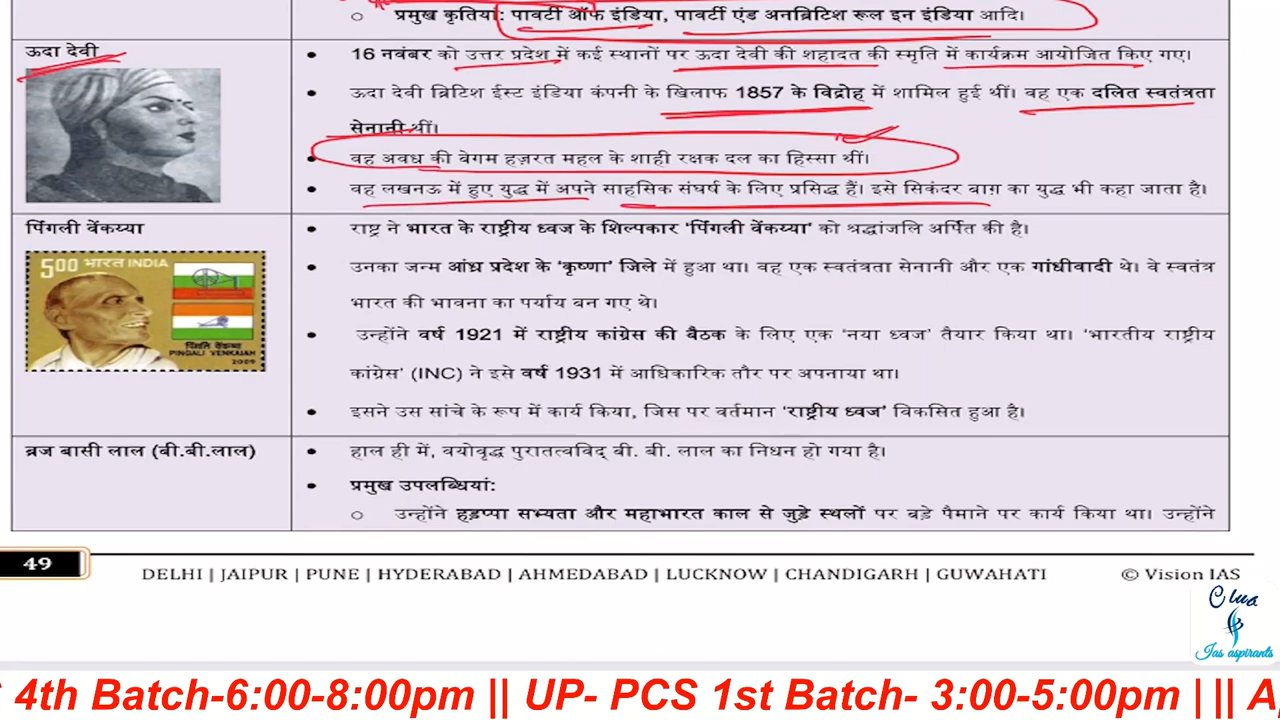 ○ प्रमुख कृतियां: पावर्टी ऑफ इंडिया, पावर्टी एंड अनब्रिटिश रूल इन इंडिया आदि।
ऊदा देवी
• 16 नवंबर को उत्तर प्रदेश में कई स्थानों पर ऊदा देवी की शहादत की स्मृति में कार्यक्रम आयोजित किए गए।
• ऊदा देवी ब्रिटिश ईस्ट इंडिया कंपनी के खिलाफ 1857 के विद्रोह में शामिल हुई थीं। वह एक दलित स्वतंत्रता
सेनानी थीं।
• वह अवध की बेगम हज़रत महल के शाही रक्षक दल का हिस्सा थीं।
• वह लखनऊ में हुए युद्ध में अपने साहसिक संघर्ष के लिए प्रसिद्ध हैं। इसे सिकंदर बाग़ का युद्ध भी कहा जाता है।
पिंगली वेंकय्या
5.00 भारत INDIA
पिंगलि वेंकय्या
PINGALI VENKAIAH
2009
• राष्ट्र ने भारत के राष्ट्रीय ध्वज के शिल्पकार 'पिंगली वेंकय्या' को श्रद्धांजलि अर्पित की है।
• उनका जन्म आंध्र प्रदेश के 'कृष्णा' जिले में हुआ था। वह एक स्वतंत्रता सेनानी और एक गांधीवादी थे। वे स्वतंत्र
भारत की भावना का पर्याय बन गए थे।
• उन्होंने वर्ष 1921 में राष्ट्रीय कांग्रेस की बैठक के लिए एक 'नया ध्वज' तैयार किया था। 'भारतीय राष्ट्रीय
कांग्रेस' (INC) ने इसे वर्ष 1931 में आधिकारिक तौर पर अपनाया था।
• इसने उस सांचे के रूप में कार्य किया, जिस पर वर्तमान 'राष्ट्रीय ध्वज' विकसित हुआ है।
ब्रज बासी लाल (बी.बी.लाल)
• हाल ही में, वयोवृद्ध पुरातत्वविद् बी. बी. लाल का निधन हो गया है।
• प्रमुख उपलब्धियां:
○ उन्होंने हड़प्पा सभ्यता और महाभारत काल से जुड़े स्थलों पर बड़े पैमाने पर कार्य किया था। उन्होंने
49
DELHI | JAIPUR | PUNE | HYDERABAD | AHMEDABAD | LUCKNOW | CHANDIGARH | GUWAHATI
© Vision IAS
Clua
Ias aspirants
4th Batch-6:00-8:00pm || UP- PCS 1st Batch- 3:00-5:00pm | || A